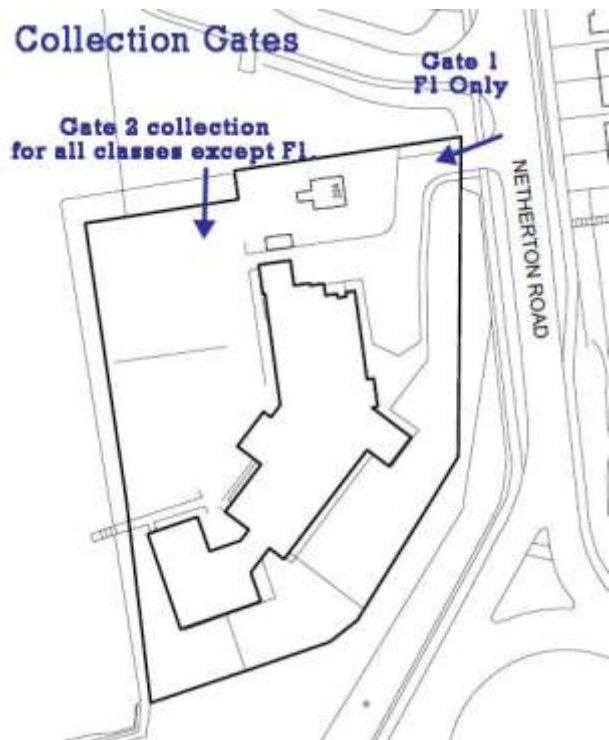 Collection Gates
Gate 1
F1 Only
Gate 2 collection
for all classes except F1.
NETHERTON ROAD